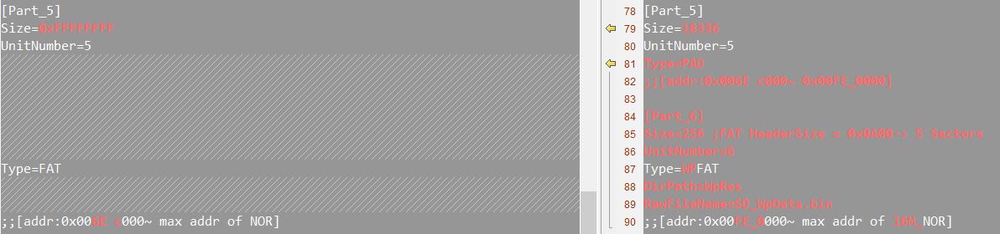 [Part_5]
Size=0xFFFFFFFF
UnitNumber=5
Type=FAT
;;[addr:0x006E c000~ max addr of NOR]
78 [Part_5]
79 Size=18336
80 UnitNumber=5
81 Type=PAD
82 ;;[addr:0x006E c000~ 0x00FE_0000]
83
84 [Part_6]
85 Size=256 ;FAT HeaderSize = 0x0A00-> 5 Sectors
86 UnitNumber=6
87 Type=WPFAT
88 DirPath=WpRas
89 RawFileName=SD_WpData.bin
90 ;;[addr:0x00FE_0000~ max addr of 16M_NOR]